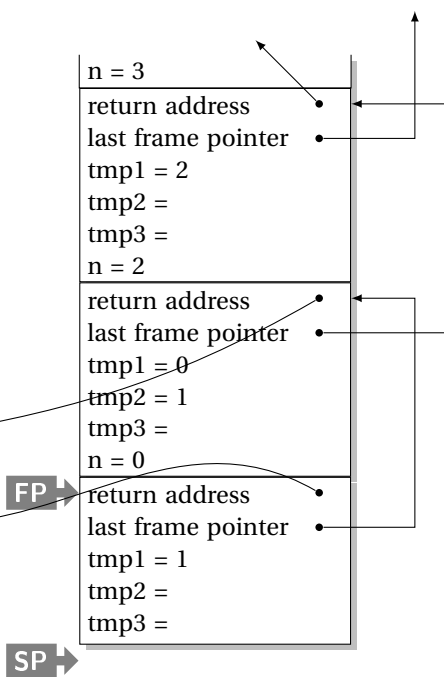 n = 3
return address
last frame pointer
tmp1 = 2
tmp2 =
tmp3 =
n = 2
return address
last frame pointer
tmp1 = 0
tmp2 = 1
tmp3 =
n = 0
FP
return address
last frame pointer
tmp1 = 1
tmp2 =
tmp3 =
SP